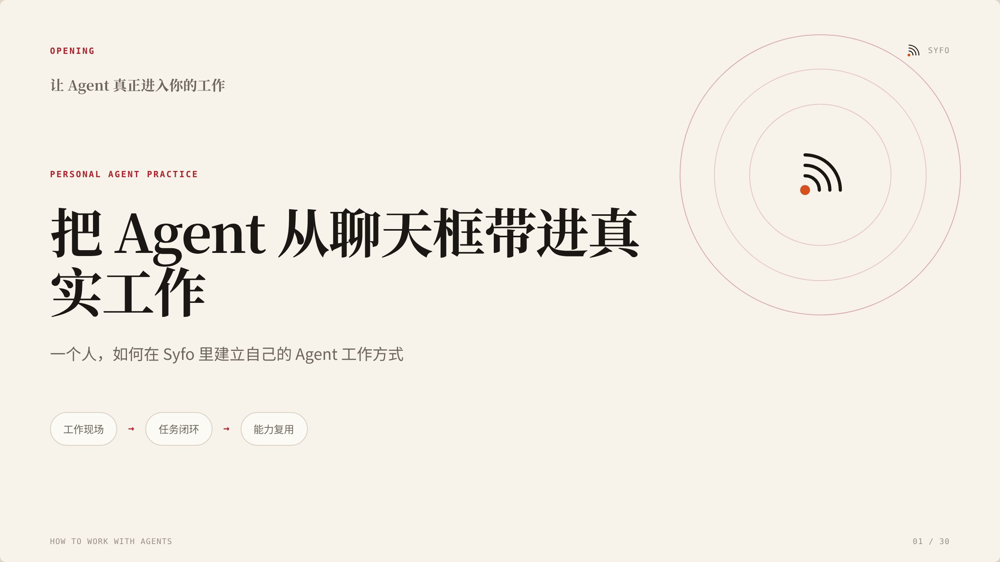 OPENING
SYFO
让 Agent 真正进入你的工作
PERSONAL AGENT PRACTICE
把 Agent 从聊天框带进真
实工作
一个人，如何在 Syfo 里建立自己的 Agent 工作方式
工作现场 → 任务闭环 → 能力复用
HOW TO WORK WITH AGENTS
01 / 30